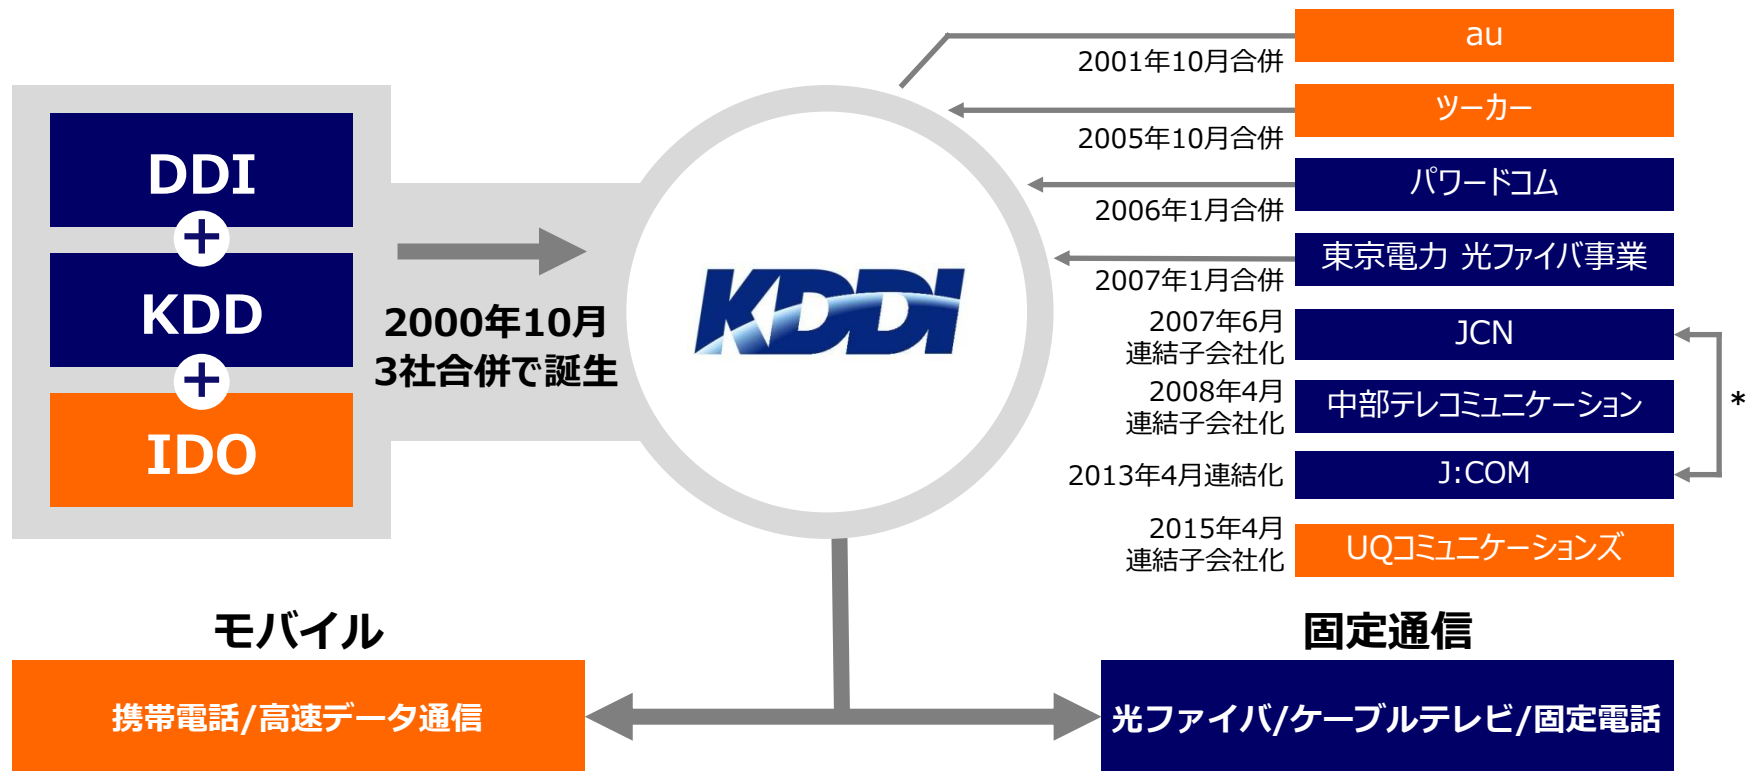 DDI
+
KDD
+
IDO
2000年10月
3社合併で誕生
KDDI
au
2001年10月合併
ツーカー
2005年10月合併
パワードコム
2006年1月合併
東京電力 光ファイバ事業
2007年1月合併
JCN
2007年6月
連結子会社化
中部テレコミュニケーション
2008年4月
連結子会社化
*
J:COM
2013年4月連結化
UQコミュニケーションズ
2015年4月
連結子会社化
モバイル
携帯電話/高速データ通信
固定通信
光ファイバ/ケーブルテレビ/固定電話